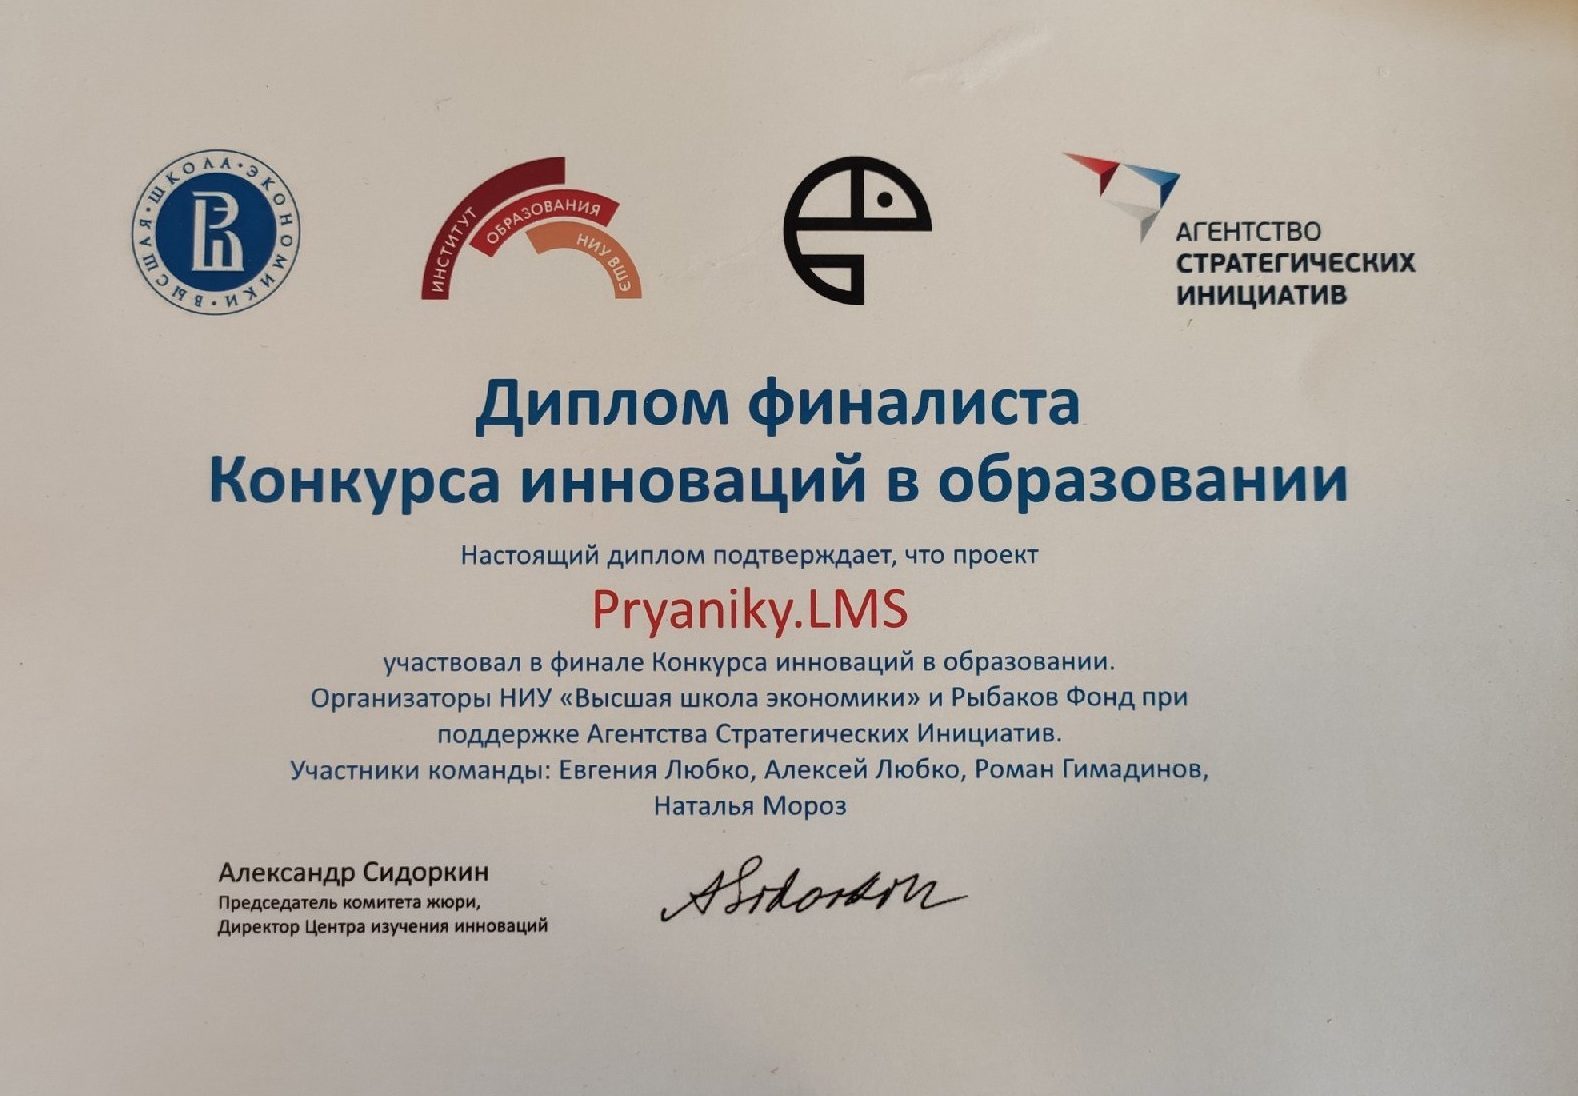 ВЫСШАЯ • ШКОЛА • ЭКОНОМИКИ •
ИНСТИТУТ
ОБРАЗОВАНИЯ
НИУ ВШЭ
АГЕНТСТВО
СТРАТЕГИЧЕСКИХ
ИНИЦИАТИВ
Диплом финалиста
Конкурса инноваций в образовании
Настоящий диплом подтверждает, что проект
Pryaniky.LMS
участвовал в финале Конкурса инноваций в образовании.
Организаторы НИУ «Высшая школа экономики» и Рыбаков Фонд при
поддержке Агентства Стратегических Инициатив.
Участники команды: Евгения Любко, Алексей Любко, Роман Гимадинов,
Наталья Мороз
Александр Сидоркин
Председатель комитета жюри,
Директор Центра изучения инноваций
ASidorkin